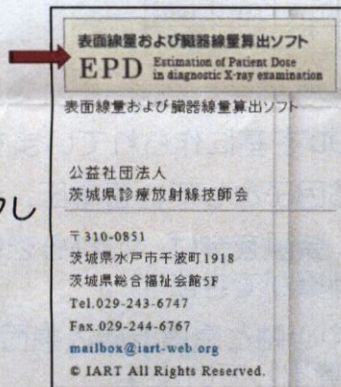 表面線量および臓器線量算出ソフト
EPD Estimation of Patient Dose
in diagnostic X-ray examination
表面線量および臓器線量算出ソフト
公益社団法人
茨城県診療放射線技師会
クし
〒310-0851
茨城県水戸市千波町1918
茨城県総合福祉会館5F
Tel.029-243-6747
Fax.029-244-6767
mailbox@iart-web.org
© IART All Rights Reserved.